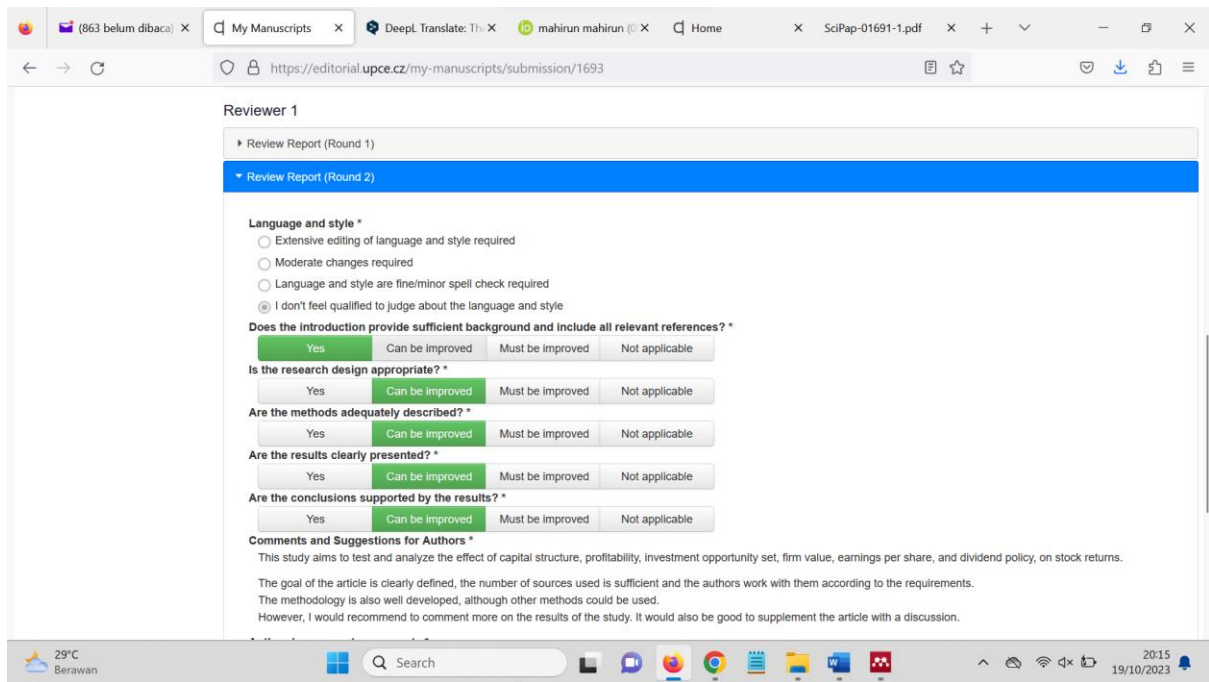 (863 belum dibaca)
My Manuscripts
DeepL Translate: Th
mahirun mahirun (0
Home
SciPap-01691-1.pdf
https://editorial.upce.cz/my-manuscripts/submission/1693
Reviewer 1
Review Report (Round 1)
Review Report (Round 2)
Language and style *
Extensive editing of language and style required
Moderate changes required
Language and style are fine/minor spell check required
I don't feel qualified to judge about the language and style
Does the introduction provide sufficient background and include all relevant references? *
Yes Can be improved Must be improved Not applicable
Is the research design appropriate? *
Yes Can be improved Must be improved Not applicable
Are the methods adequately described? *
Yes Can be improved Must be improved Not applicable
Are the results clearly presented? *
Yes Can be improved Must be improved Not applicable
Are the conclusions supported by the results? *
Yes Can be improved Must be improved Not applicable
Comments and Suggestions for Authors *
This study aims to test and analyze the effect of capital structure, profitability, investment opportunity set, firm value, earnings per share, and dividend policy, on stock returns.
The goal of the article is clearly defined, the number of sources used is sufficient and the authors work with them according to the requirements.
The methodology is also well developed, although other methods could be used.
However, I would recommend to comment more on the results of the study. It would also be good to supplement the article with a discussion.
29°C
Berawan
Search
20:15
19/10/2023